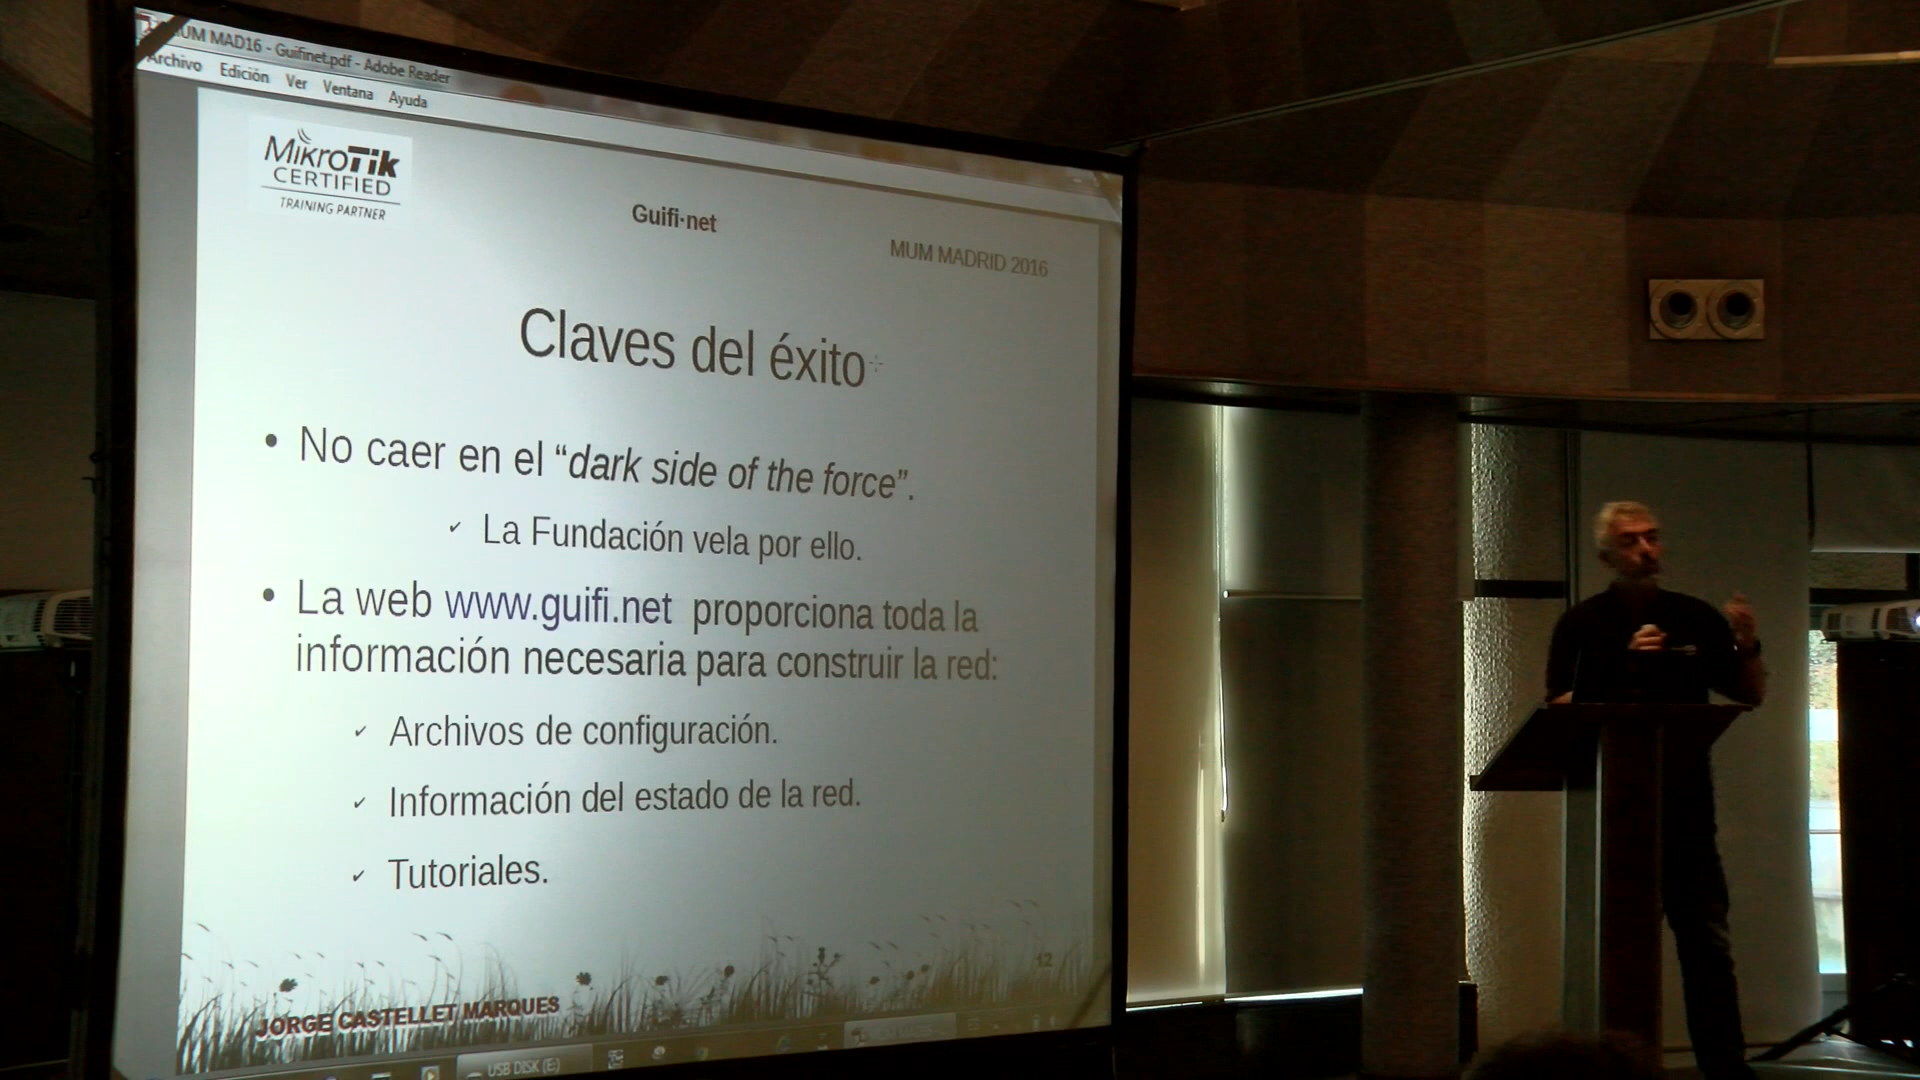 MUM MAD16 - Guifinet.pdf - Adobe Reader
Archivo Edición Ver Ventana Ayuda
MikroTik
CERTIFIED
TRAINING PARTNER
Guifi·net
MUM MADRID 2016
Claves del éxito
• No caer en el “dark side of the force”.
✓ La Fundación vela por ello.
• La web www.guifi.net proporciona toda la
información necesaria para construir la red:
✓ Archivos de configuración.
✓ Información del estado de la red.
✓ Tutoriales.
12
JORGE CASTELLET MARQUES
USB DISK (E:)